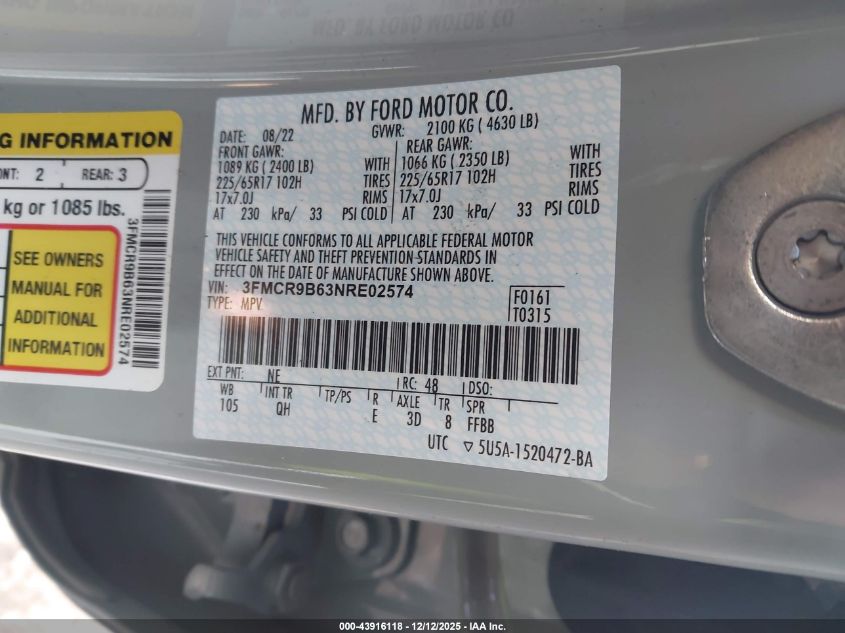 MFD. BY FORD MOTOR CO.
DATE: 08/22 GVWR: 2100 KG ( 4630 LB)
FRONT GAWR: REAR GAWR:
1089 KG ( 2400 LB) WITH 1066 KG ( 2350 LB) WITH
225/65R17 102H TIRES 225/65R17 102H TIRES
17x7.0J RIMS 17x7.0J RIMS
AT 230 kPa/ 33 PSI COLD AT 230 kPa/ 33 PSI COLD
THIS VEHICLE CONFORMS TO ALL APPLICABLE FEDERAL MOTOR
VEHICLE SAFETY AND THEFT PREVENTION STANDARDS IN
EFFECT ON THE DATE OF MANUFACTURE SHOWN ABOVE.
VIN: 3FMCR9B63NRE02574
TYPE: MPV
F0161
T0315
EXT PNT: NE RC: 48 DSO:
WB INT TR TP/PS R AXLE TR SPR
105 QH E 3D 8 FFBB
UTC ▽ 5U5A-1520472-BA
G INFORMATION
NT: 2 REAR: 3
kg or 1085 lbs.
SEE OWNERS
MANUAL FOR
ADDITIONAL
INFORMATION
3FMCR9B63NRE02574
000-43916118 - 12/12/2025 - IAA Inc.